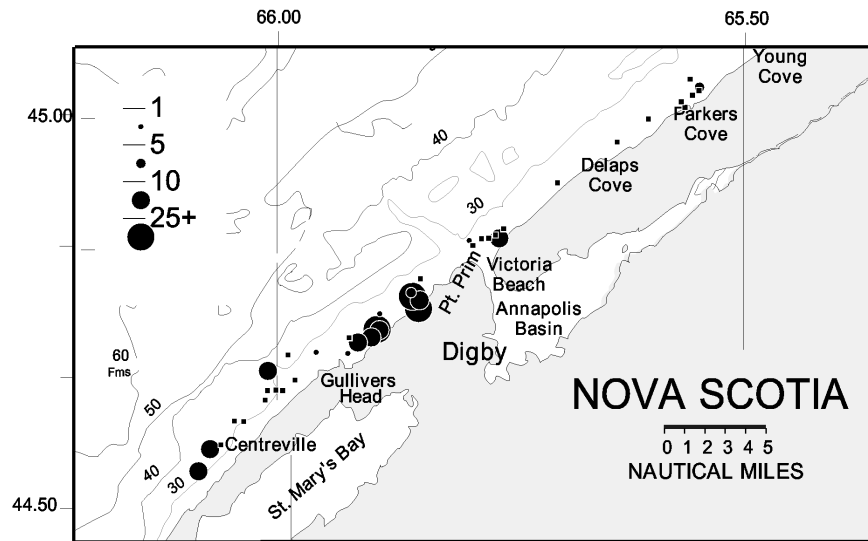 66.00
65.50
45.00
44.50
1
5
10
25+
40
30
Young
Cove
Parkers
Cove
Delaps
Cove
Victoria
Beach
Pt. Prim
Annapolis
Basin
Digby
Gullivers
Head
Centreville
St. Mary's Bay
60
Fms
50
40
30
NOVA SCOTIA
0 1 2 3 4 5
NAUTICAL MILES